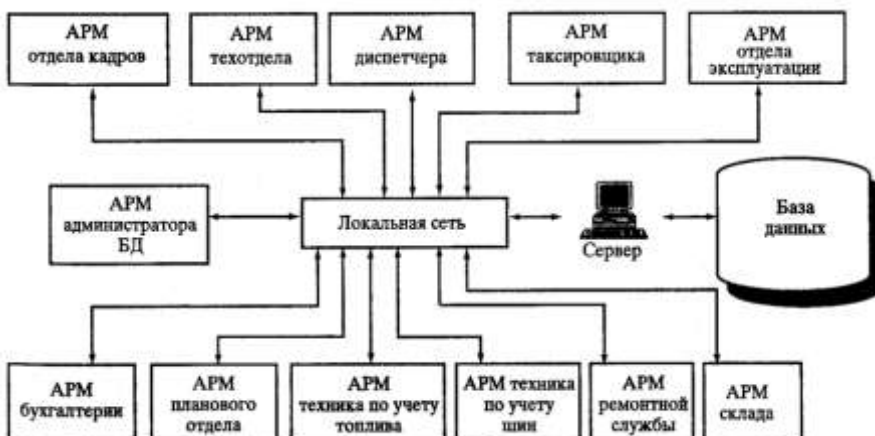 АРМ
отдела кадров
АРМ
техотдела
АРМ
диспетчера
АРМ
таксировщика
АРМ
отдела
эксплуатации
АРМ
администратора
БД
Локальная сеть
Сервер
База
данных
АРМ
бухгалтерии
АРМ
планового
отдела
АРМ
техника по учету
топлива
АРМ техника
по учету
шин
АРМ
ремонтной
службы
АРМ
склада